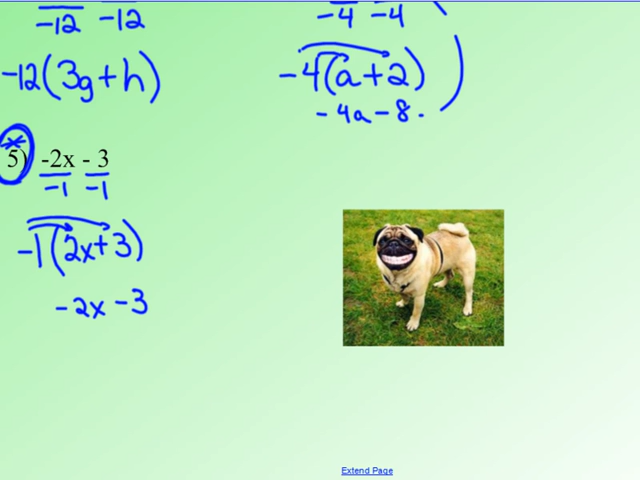 -12 -12
-4 -4
-12(3g+h)
-4(a+2)
-4a-8.
5) -2x - 3
-1 -1
-1(2x+3)
-2x-3
Extend Page